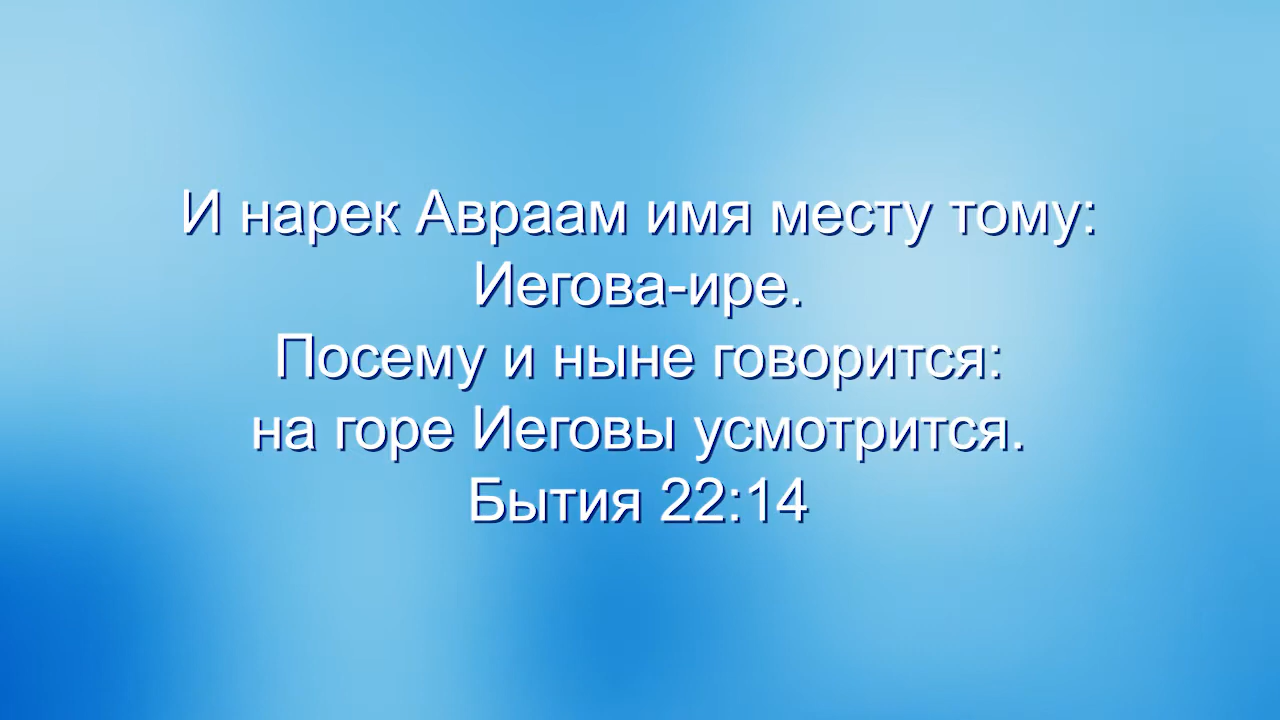 И нарек Авраам имя месту тому:
Иегова-ире.
Посему и ныне говорится:
на горе Иеговы усмотрится.
Бытия 22:14